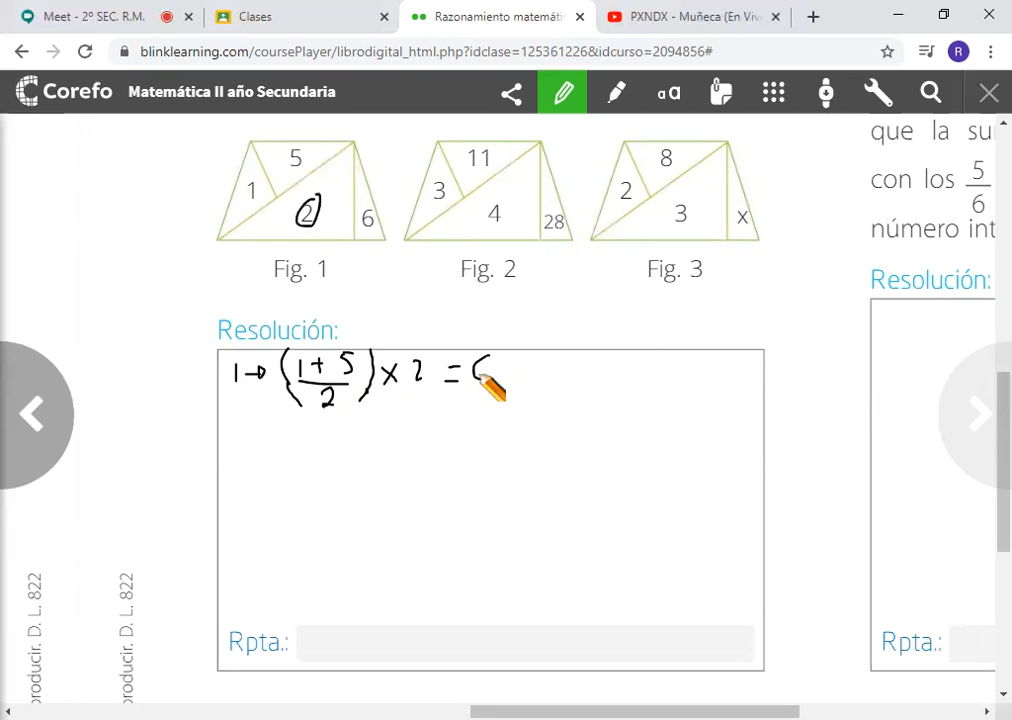 Meet - 2º SEC. R.M.
Clases
Razonamiento matemáti
PXNDX - Muñeca (En Viv
blinklearning.com/coursePlayer/librodigital_html.php?idclase=125361226&idcurso=2094856#
R
Corefo
Matemática II año Secundaria
aa
5 1 2 6
11 3 4 28
8 2 3 x
Fig. 1 Fig. 2 Fig. 3
que la su
con los 5/6
número int
Resolución:
1 → (1 + 5 / 2) x 2 = 6
Rpta.:
Resolución:
Rpta.:
producir. D. L. 822
producir. D. L. 822